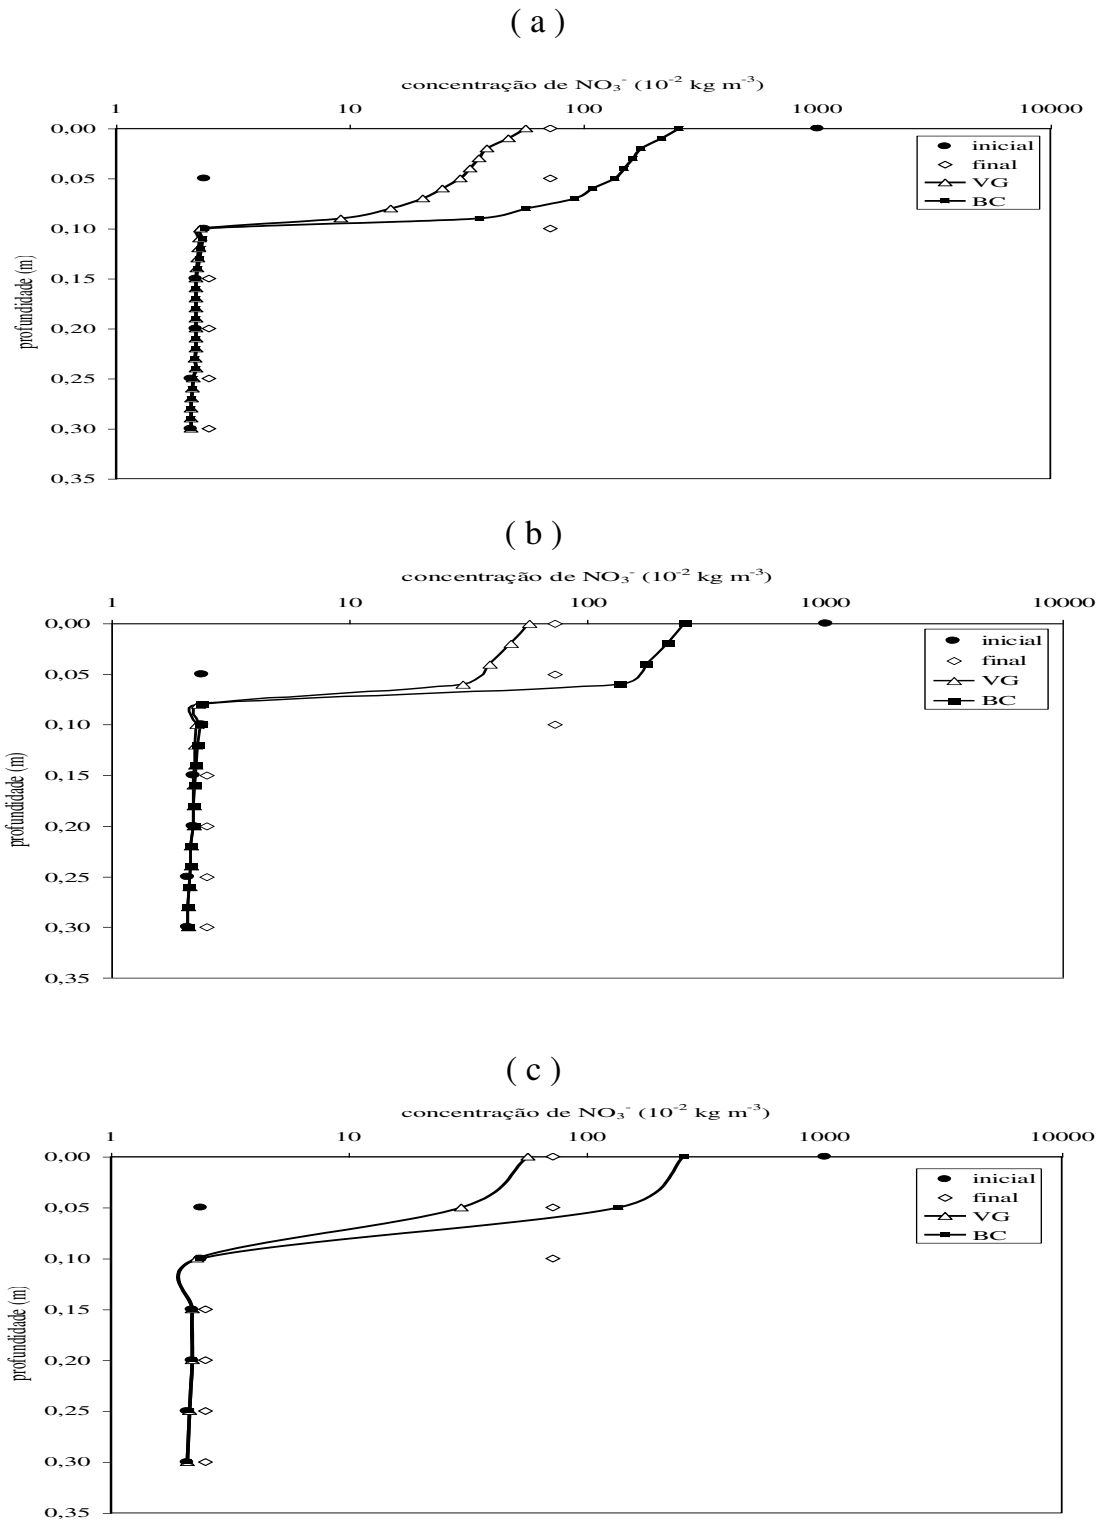 ( a )
concentração de NO₃⁻ (10⁻² kg m⁻³)
1 10 100 1000 10000
0,00
0,05
0,10
0,15
0,20
0,25
0,30
0,35
profundidade (m)
inicial
final
VG
BC
( b )
concentração de NO₃⁻ (10⁻² kg m⁻³)
1 10 100 1000 10000
0,00
0,05
0,10
0,15
0,20
0,25
0,30
0,35
profundidade (m)
inicial
final
VG
BC
( c )
concentração de NO₃⁻ (10⁻² kg m⁻³)
1 10 100 1000 10000
0,00
0,05
0,10
0,15
0,20
0,25
0,30
0,35
profundidade (m)
inicial
final
VG
BC